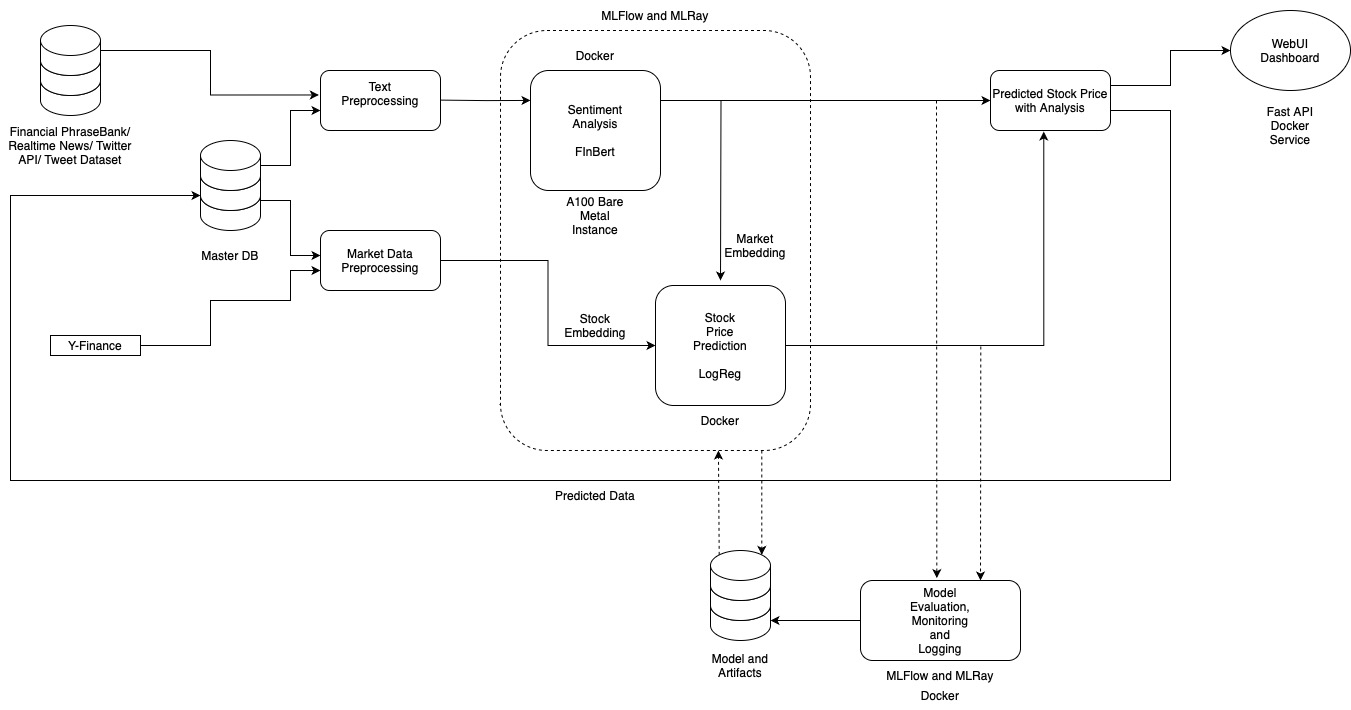 MLFlow and MLRay
Docker
WebUI
Dashboard
Text
Preprocessing
Sentiment
Analysis
FInBert
Predicted Stock Price
with Analysis
Fast API
Docker
Service
Financial PhraseBank/
Realtime News/ Twitter
API/ Tweet Dataset
A100 Bare
Metal
Instance
Master DB
Market Data
Preprocessing
Market
Embedding
Stock
Embedding
Stock
Price
Prediction
LogReg
Y-Finance
Docker
Predicted Data
Model
Evaluation,
Monitoring
and
Logging
Model and
Artifacts
MLFlow and MLRay
Docker